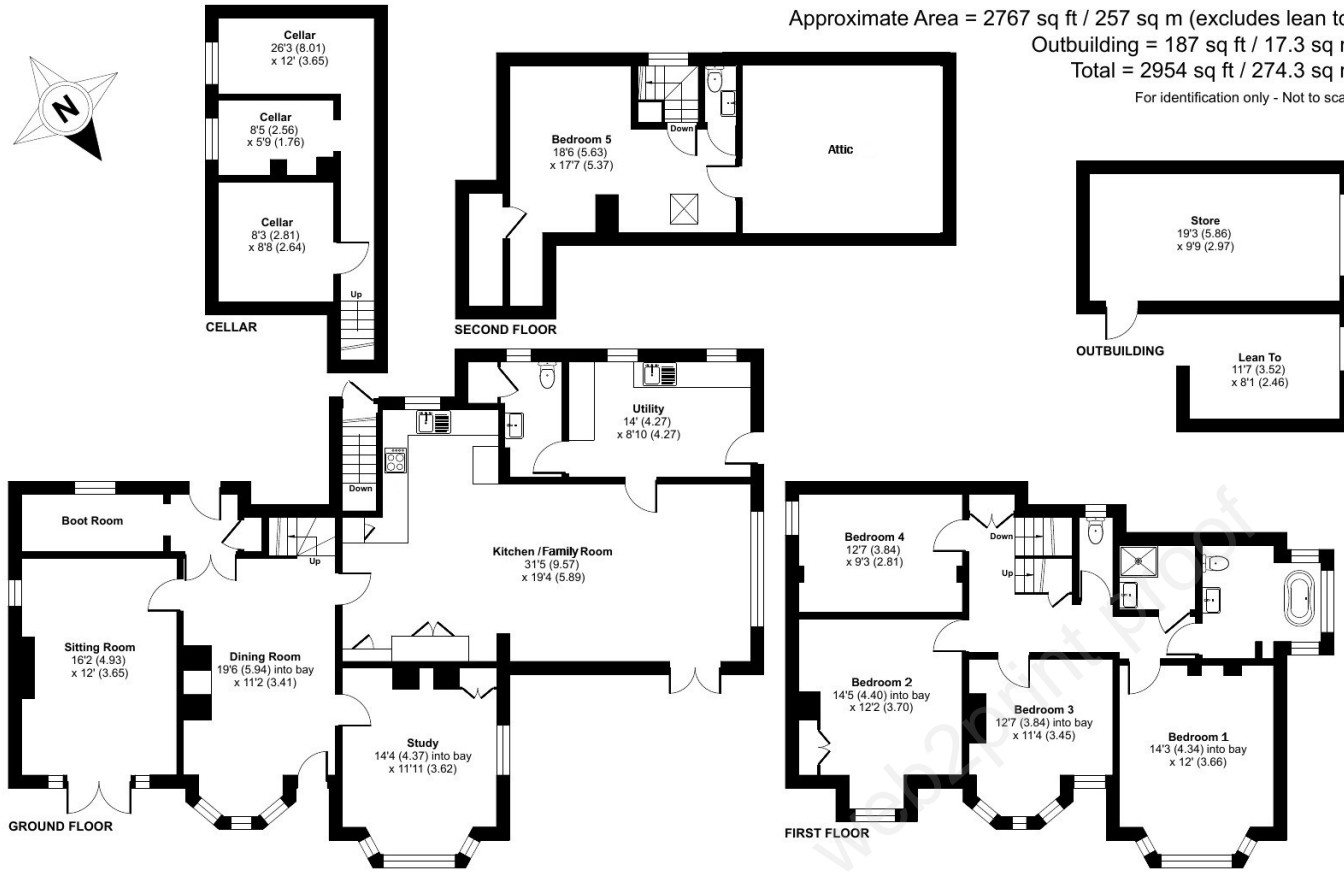 Approximate Area = 2767 sq ft / 257 sq m (excludes lean to
Outbuilding = 187 sq ft / 17.3 sq
Total = 2954 sq ft / 274.3 sq
For identification only - Not to sca
N
Cellar
26'3 (8.01)
x 12' (3.65)
Cellar
8'5 (2.56)
x 5'9 (1.76)
Cellar
8'3 (2.81)
x 8'8 (2.64)
Up
CELLAR
Bedroom 5
18'6 (5.63)
x 17'7 (5.37)
Down
Attic
SECOND FLOOR
Store
19'3 (5.86)
x 9'9 (2.97)
OUTBUILDING
Lean To
11'7 (3.52)
x 8'1 (2.46)
Utility
14' (4.27)
x 8'10 (4.27)
Down
Boot Room
Up
Kitchen / Family Room
31'5 (9.57)
x 19'4 (5.89)
Sitting Room
16'2 (4.93)
x 12' (3.65)
Dining Room
19'6 (5.94) into bay
x 11'2 (3.41)
Study
14'4 (4.37) into bay
x 11'11 (3.62)
GROUND FLOOR
Bedroom 4
12'7 (3.84)
x 9'3 (2.81)
Down
Up
Bedroom 2
14'5 (4.40) into bay
x 12'2 (3.70)
Bedroom 3
12'7 (3.84) into bay
x 11'4 (3.45)
Bedroom 1
14'3 (4.34) into bay
x 12' (3.66)
FIRST FLOOR
web2print proof